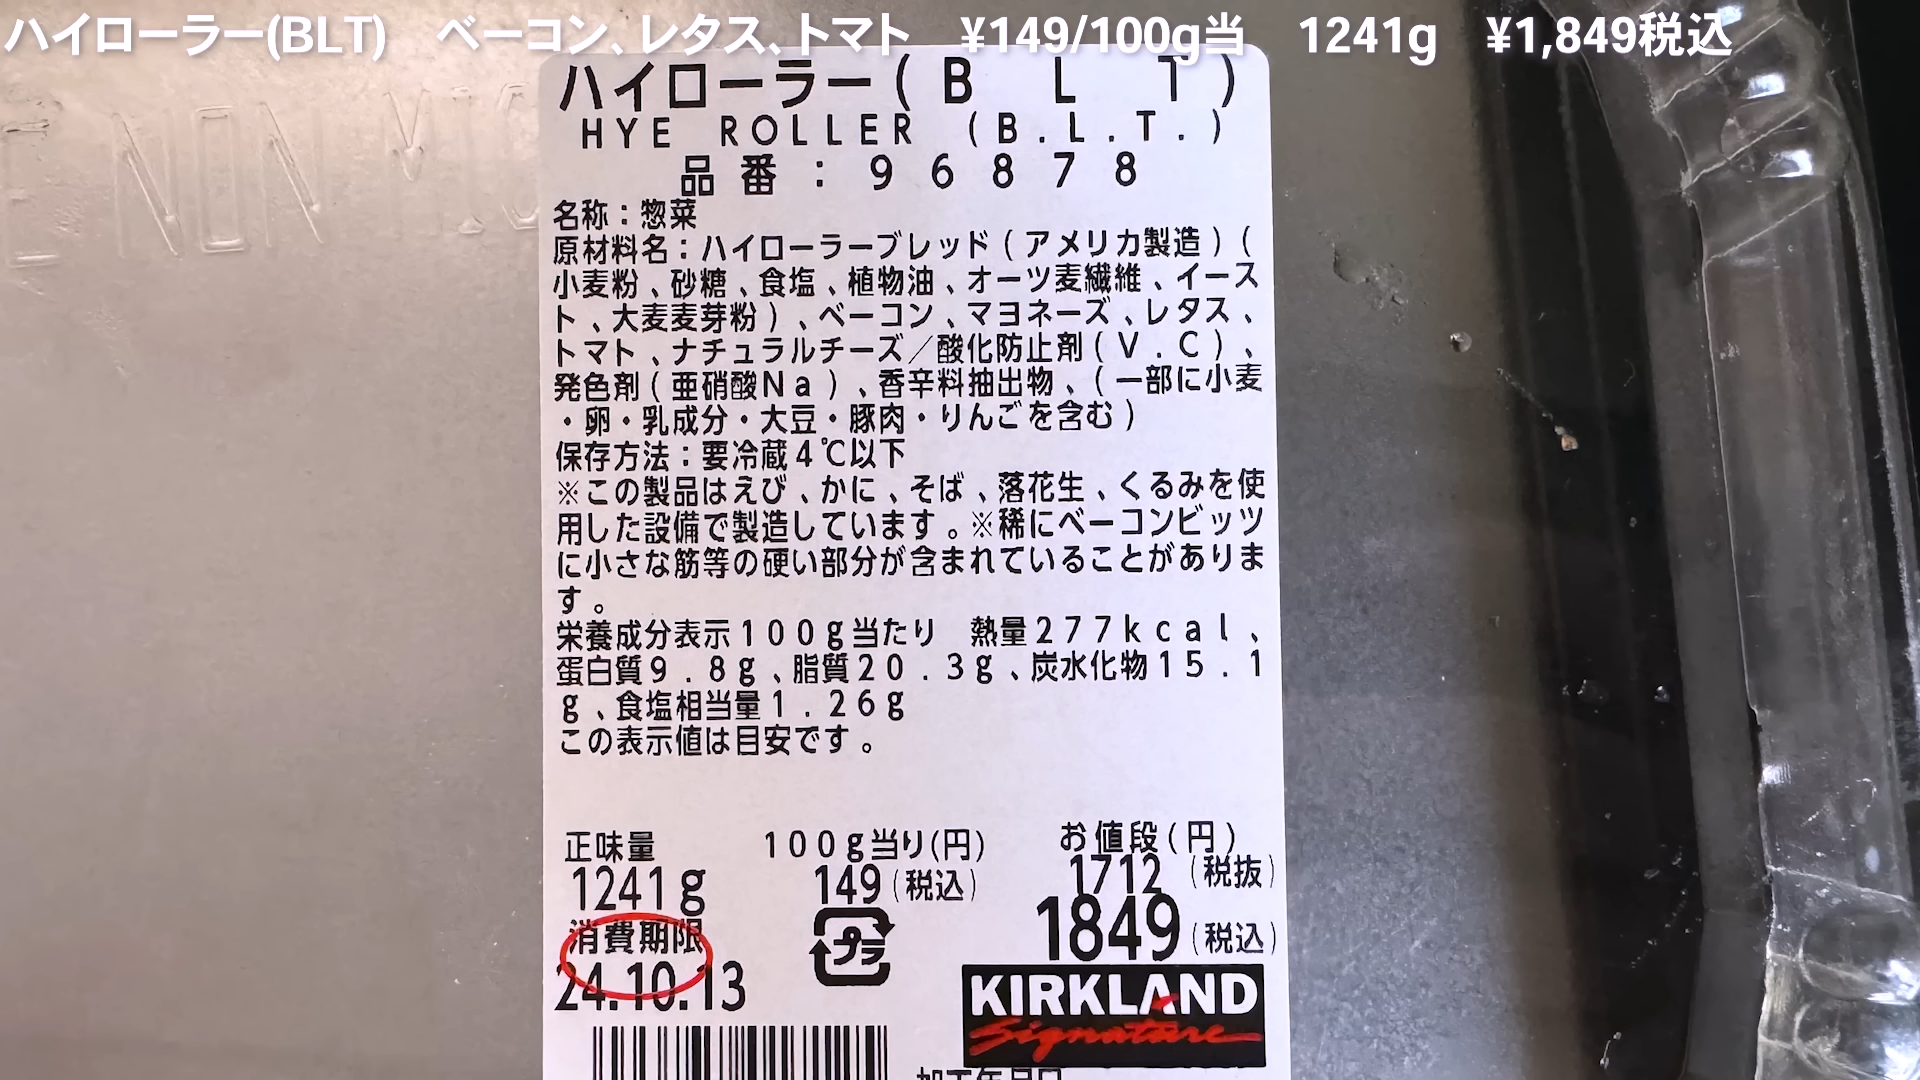 ハイローラー(BLT)　ベーコン、レタス、トマト　¥149/100g当　1241g　¥1,849税込
ハイローラー(B L T)
HYE ROLLER (B.L.T.)
品番:96878
名称:惣菜
原材料名:ハイローラーブレッド(アメリカ製造)(
小麦粉、砂糖、食塩、植物油、オーツ麦繊維、イース
ト、大麦麦芽粉)、ベーコン、マヨネーズ、レタス、
トマト、ナチュラルチーズ/酸化防止剤(V.C)、
発色剤(亜硝酸Na)、香辛料抽出物、(一部に小麦
・卵・乳成分・大豆・豚肉・りんごを含む)
保存方法:要冷蔵4℃以下
※この製品はえび、かに、そば、落花生、くるみを使
用した設備で製造しています。※稀にベーコンビッツ
に小さな筋等の硬い部分が含まれていることがありま
す。
栄養成分表示100g当たり 熱量277kcal、
蛋白質9.8g、脂質20.3g、炭水化物15.1
g、食塩相当量1.26g
この表示値は目安です。
正味量 100g当り(円) お値段(円)
1241g 149(税込) 1712(税抜)
消費期限 プラ 1849(税込)
24.10.13
KIRKLAND
Signature